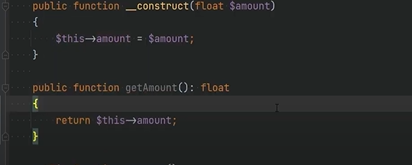 public function __construct(float $amount)
{
$this->amount = $amount;
}
public function getAmount(): float
{
return $this->amount;
}